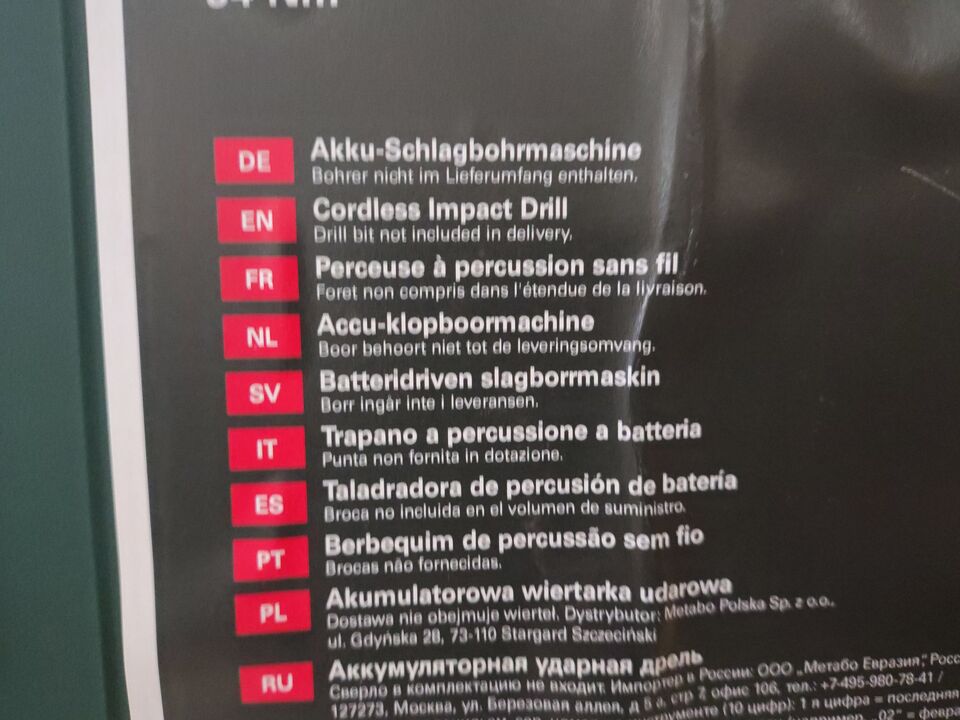 DE Akku-Schlagbohrmaschine
Bohrer nicht im Lieferumfang enthalten.
EN Cordless Impact Drill
Drill bit not included in delivery.
FR Perceuse à percussion sans fil
Foret non compris dans l'étendue de la livraison.
NL Accu-klopboormachine
Boor behoort niet tot de leveringsomvang.
SV Batteridriven slagborrmaskin
Borr ingår inte i leveransen.
IT Trapano a percussione a batteria
Punta non fornita in dotazione.
ES Taladradora de percusión de batería
Broca no incluida en el volumen de suministro.
PT Berbequim de percussão sem fio
Brocas não fornecidas.
PL Akumulatorowa wiertarka udarowa
Dostawa nie obejmuje wierteł. Dystrybutor: Metabo Polska Sp. z o.o.
ul. Gdyńska 28, 73-110 Stargard Szczeciński
RU Аккумуляторная ударная дрель
Сверло в комплектацию не входит. Импортер в России: ООО „Метабо Евразия“,
127273, Москва, ул. Березовая аллея, д 5 а, стр 7, офис 106, тел.: +7-495-980-78-41 /
(10 цифр): 1 я цифра = последняя